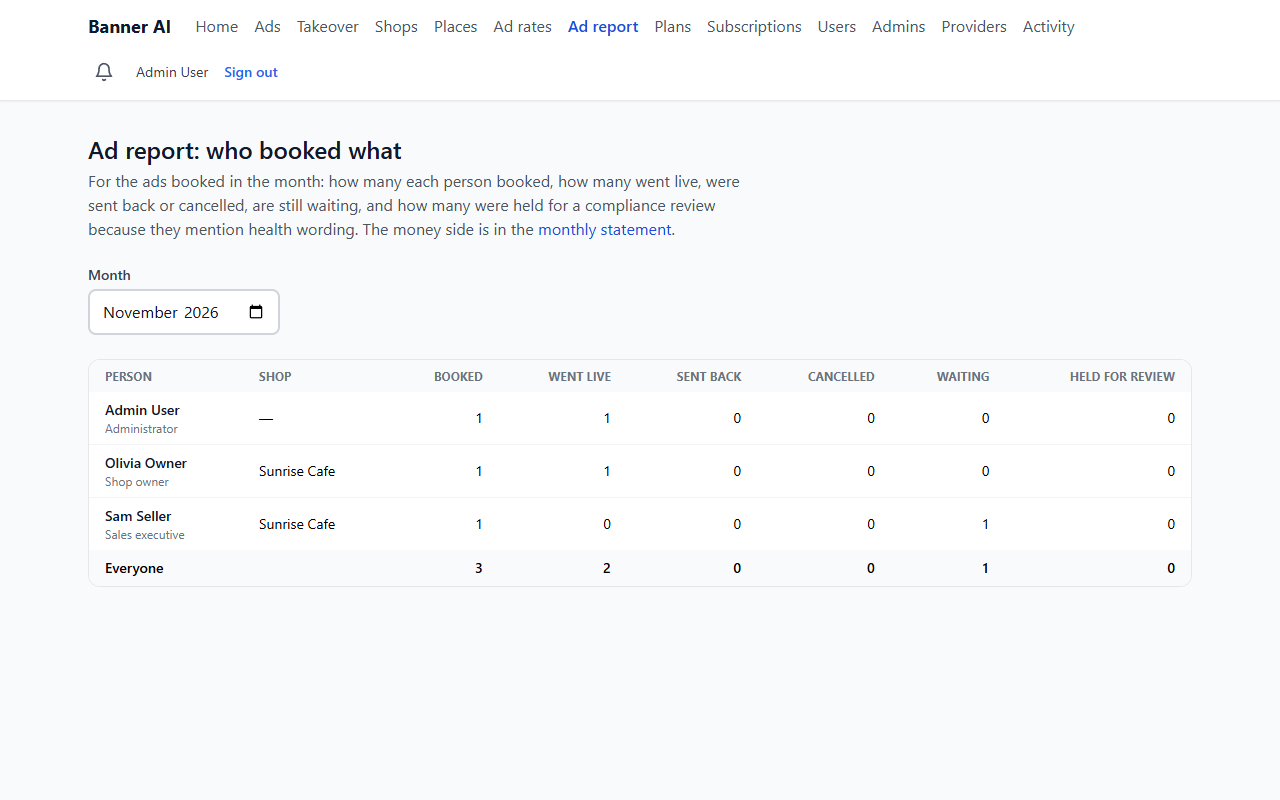 Banner AI Home Ads Takeover Shops Places Ad rates Ad report Plans Subscriptions Users Admins Providers Activity
Admin User Sign out
Ad report: who booked what
For the ads booked in the month: how many each person booked, how many went live, were
sent back or cancelled, are still waiting, and how many were held for a compliance review
because they mention health wording. The money side is in the monthly statement.
Month
November 2026
PERSON SHOP BOOKED WENT LIVE SENT BACK CANCELLED WAITING HELD FOR REVIEW
Admin User
Administrator
— 1 1 0 0 0 0
Olivia Owner
Shop owner
Sunrise Cafe 1 1 0 0 0 0
Sam Seller
Sales executive
Sunrise Cafe 1 0 0 0 1 0
Everyone 3 2 0 0 1 0